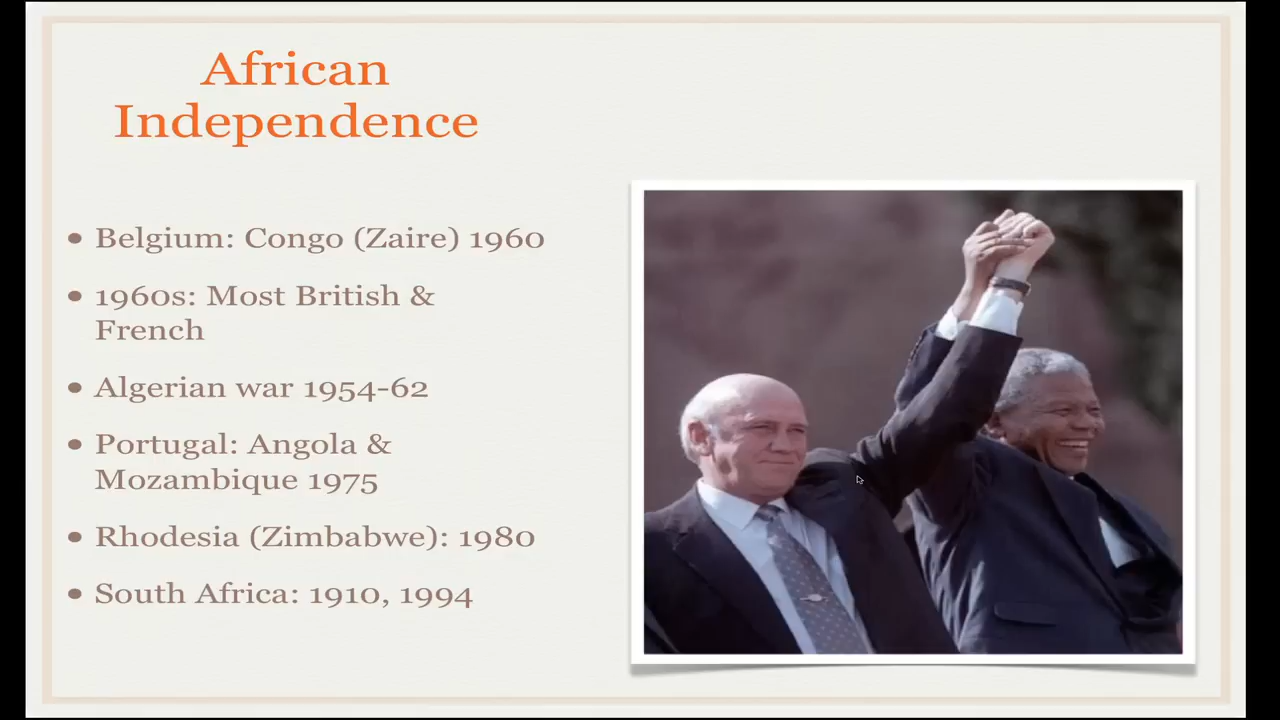 African
Independence
• Belgium: Congo (Zaire) 1960
• 1960s: Most British &
French
• Algerian war 1954-62
• Portugal: Angola &
Mozambique 1975
• Rhodesia (Zimbabwe): 1980
• South Africa: 1910, 1994